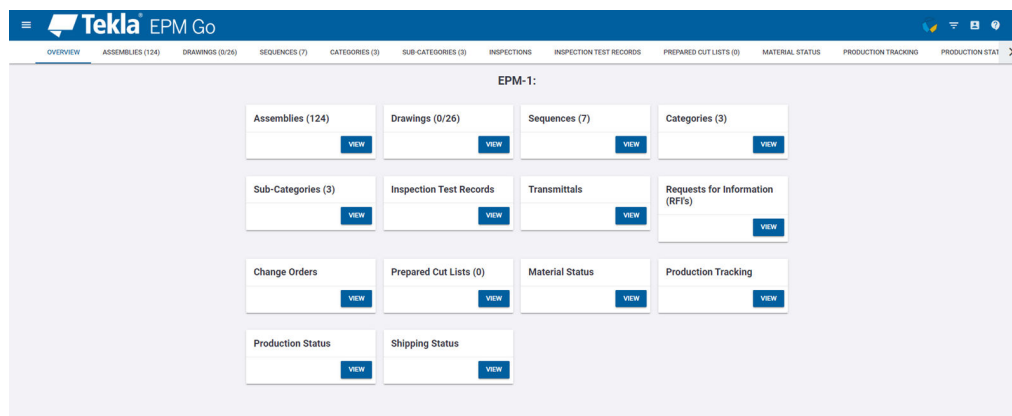 Tekla® EPM Go
OVERVIEW ASSEMBLIES (124) DRAWINGS (0/26) SEQUENCES (7) CATEGORIES (3) SUB-CATEGORIES (3) INSPECTIONS INSPECTION TEST RECORDS PREPARED CUT LISTS (0) MATERIAL STATUS PRODUCTION TRACKING PRODUCTION STAT
EPM-1:
Assemblies (124) Drawings (0/26) Sequences (7) Categories (3)
VIEW VIEW VIEW VIEW
Sub-Categories (3) Inspection Test Records Transmittals Requests for Information
(RFI's)
VIEW VIEW VIEW VIEW
Change Orders Prepared Cut Lists (0) Material Status Production Tracking
VIEW VIEW VIEW VIEW
Production Status Shipping Status
VIEW VIEW